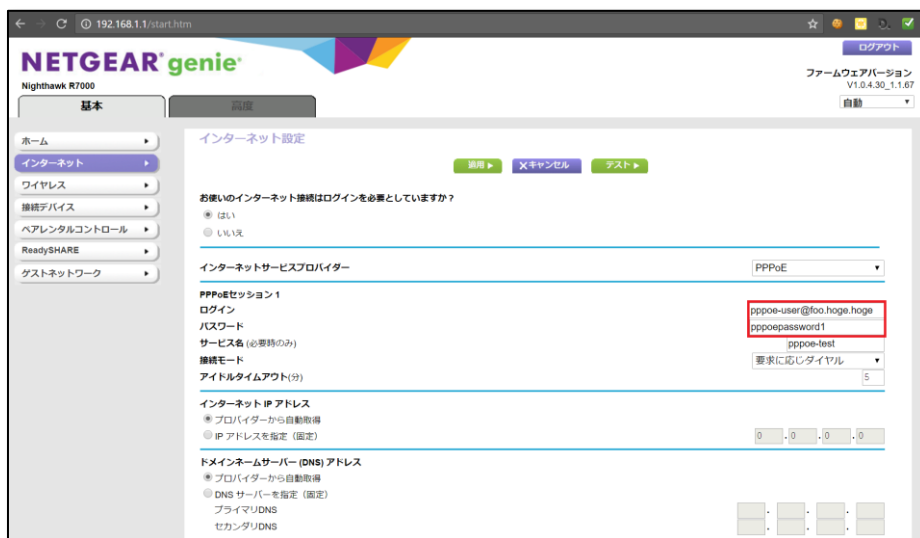 192.168.1.1/start.htm
NETGEAR genie
ログアウト
Nighthawk R7000
ファームウェアバージョン
V1.0.4.30_1.1.67
基本
高度
自動
ホーム
インターネット
ワイヤレス
接続デバイス
ペアレンタルコントロール
ReadySHARE
ゲストネットワーク
インターネット設定
適用
Xキャンセル
テスト
お使いのインターネット接続はログインを必要としていますか？
はい
いいえ
インターネットサービスプロバイダー
PPPoE
PPPoEセッション 1
ログイン
pppoe-user@foo.hoge.hoge
パスワード
pppoepassword1
サービス名 (必要時のみ)
pppoe-test
接続モード
要求に応じダイヤル
アイドルタイムアウト(分)
5
インターネット IP アドレス
プロバイダーから自動取得
IP アドレスを指定（固定）
0 . 0 . 0 . 0
ドメインネームサーバー (DNS) アドレス
プロバイダーから自動取得
DNS サーバーを指定（固定）
プライマリDNS
セカンダリDNS